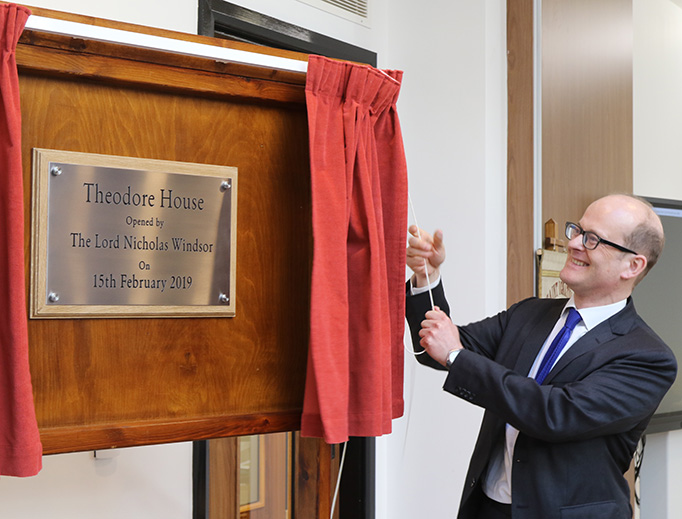 Theodore House
Opened by
The Lord Nicholas Windsor
On
15th February 2019